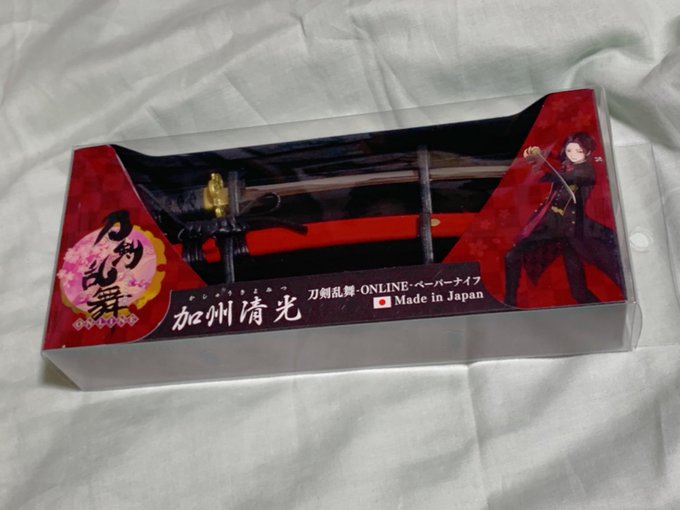 刀剣
乱舞
ONLINE
かしゅうきよみつ
加州清光
刀剣乱舞-ONLINE-ペーパーナイフ
Made in Japan